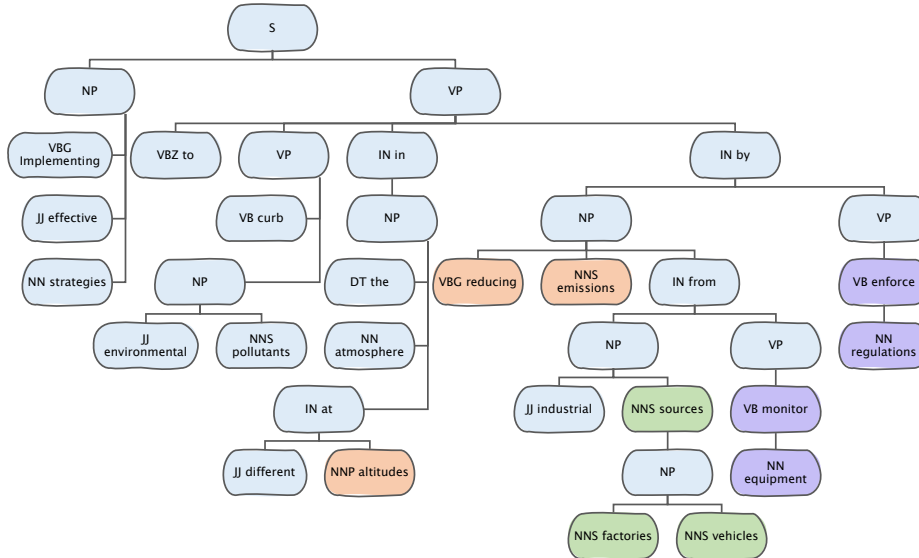 S
NP
VP
VBG
Implementing
VBZ to
VP
IN in
IN by
JJ effective
VB curb
NP
NP
VP
NN strategies
NP
DT the
VBG reducing
NNS
emissions
IN from
VB enforce
JJ
environmental
NNS
pollutants
NN
atmosphere
NP
VP
NN
regulations
IN at
JJ industrial
NNS sources
VB monitor
JJ different
NNP altitudes
NP
NN
equipment
NNS factories
NNS vehicles